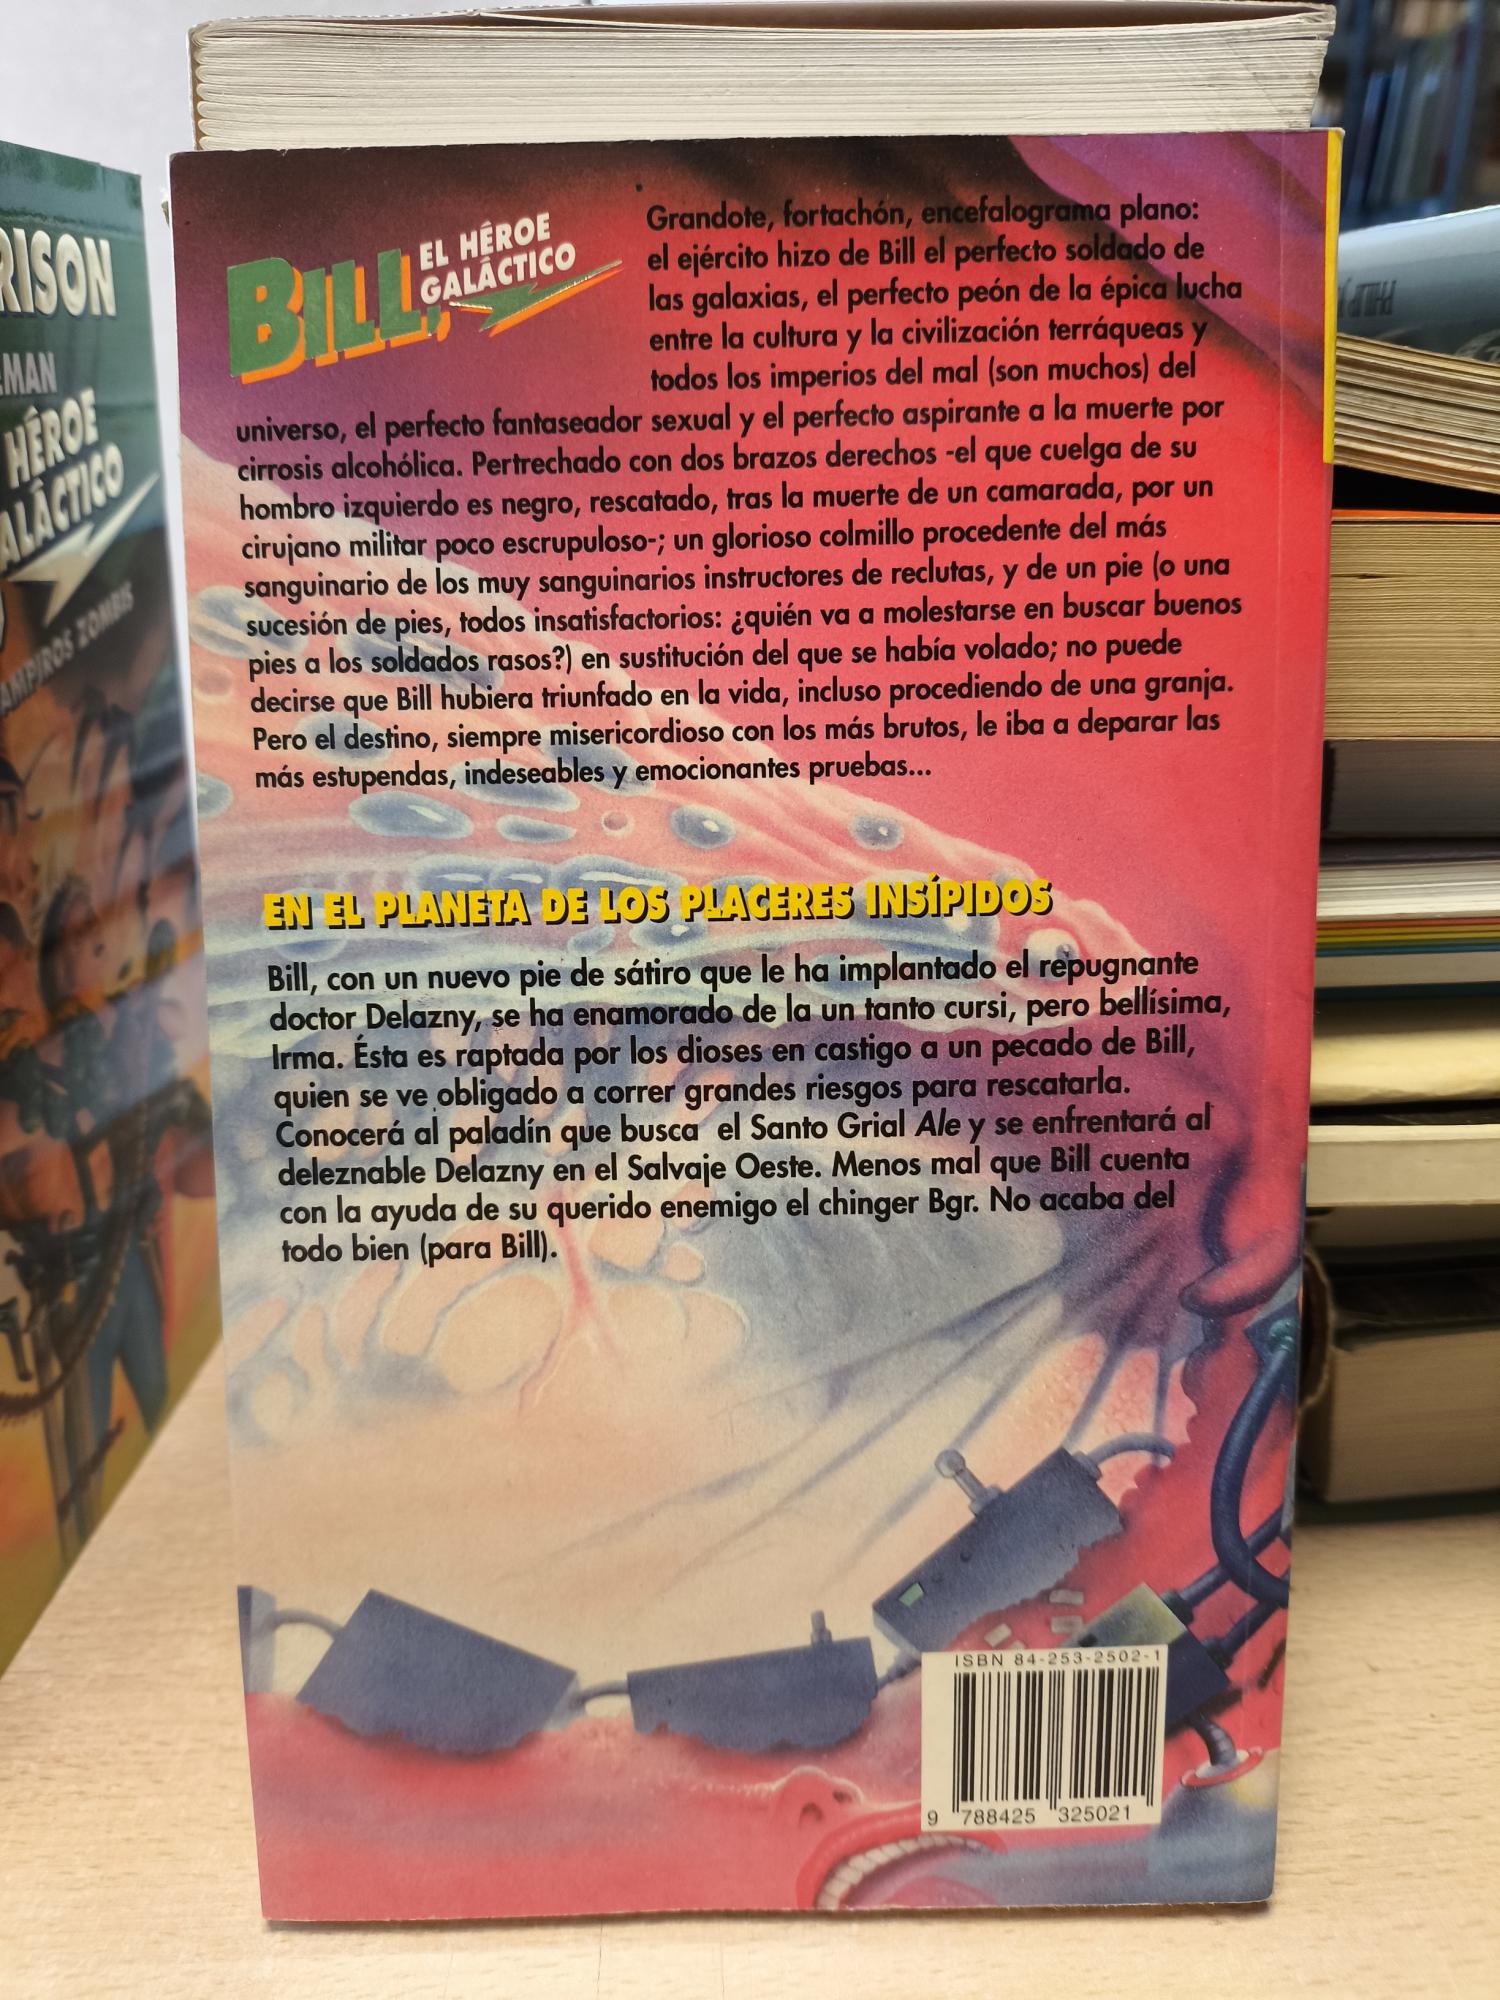 RISON
MAN
HÉROE
GALÁCTICO
VAMPIROS ZOMBIS
BILL,
EL HÉROE
GALÁCTICO
Grandote, fortachón, encefalograma plano:
el ejército hizo de Bill el perfecto soldado de
las galaxias, el perfecto peón de la épica lucha
entre la cultura y la civilización terráqueas y
todos los imperios del mal (son muchos) del
universo, el perfecto fantaseador sexual y el perfecto aspirante a la muerte por
cirrosis alcohólica. Pertrechado con dos brazos derechos -el que cuelga de su
hombro izquierdo es negro, rescatado, tras la muerte de un camarada, por un
cirujano militar poco escrupuloso-; un glorioso colmillo procedente del más
sanguinario de los muy sanguinarios instructores de reclutas, y de un pie (o una
sucesión de pies, todos insatisfactorios: ¿quién va a molestarse en buscar buenos
pies a los soldados rasos?) en sustitución del que se había volado; no puede
decirse que Bill hubiera triunfado en la vida, incluso procediendo de una granja.
Pero el destino, siempre misericordioso con los más brutos, le iba a deparar las
más estupendas, indeseables y emocionantes pruebas...
EN EL PLANETA DE LOS PLACERES INSÍPIDOS
Bill, con un nuevo pie de sátiro que le ha implantado el repugnante
doctor Delazny, se ha enamorado de la un tanto cursi, pero bellísima,
Irma. Ésta es raptada por los dioses en castigo a un pecado de Bill,
quien se ve obligado a correr grandes riesgos para rescatarla.
Conocerá al paladín que busca el Santo Grial Ale y se enfrentará al
deleznable Delazny en el Salvaje Oeste. Menos mal que Bill cuenta
con la ayuda de su querido enemigo el chinger Bgr. No acaba del
todo bien (para Bill).
ISBN 84-253-2502-1
9 788425 325021
PHILIP